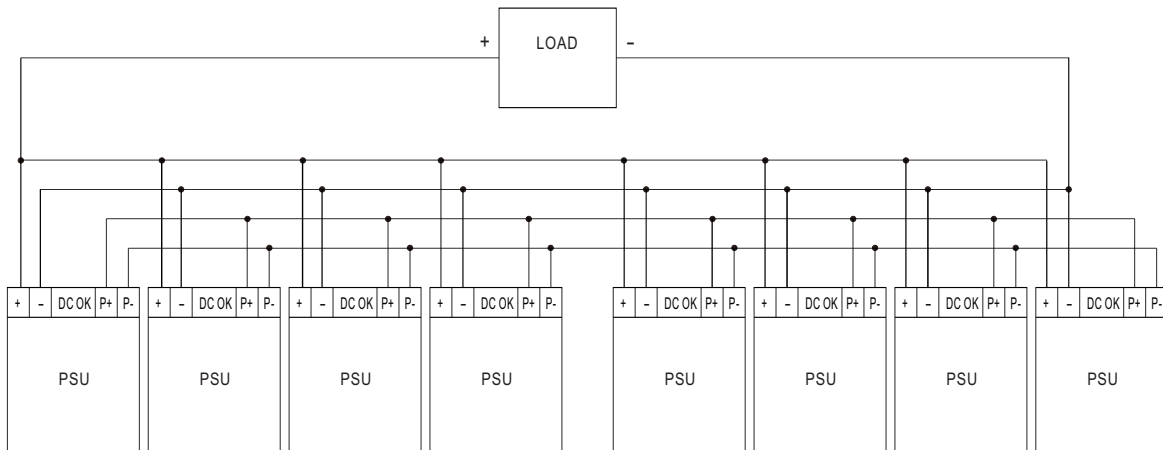 + LOAD –
+ – DC OK P+ P- + – DC OK P+ P- + – DC OK P+ P- + – DC OK P+ P- + – DC OK P+ P- + – DC OK P+ P- + – DC OK P+ P- + – DC OK P+ P-
PSU PSU PSU PSU PSU PSU PSU PSU